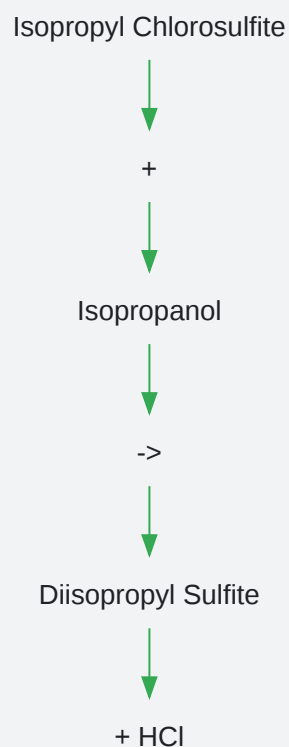 Isopropyl Chlorosulfite
+
Isopropanol
->
Diisopropyl Sulfite
+ HCl